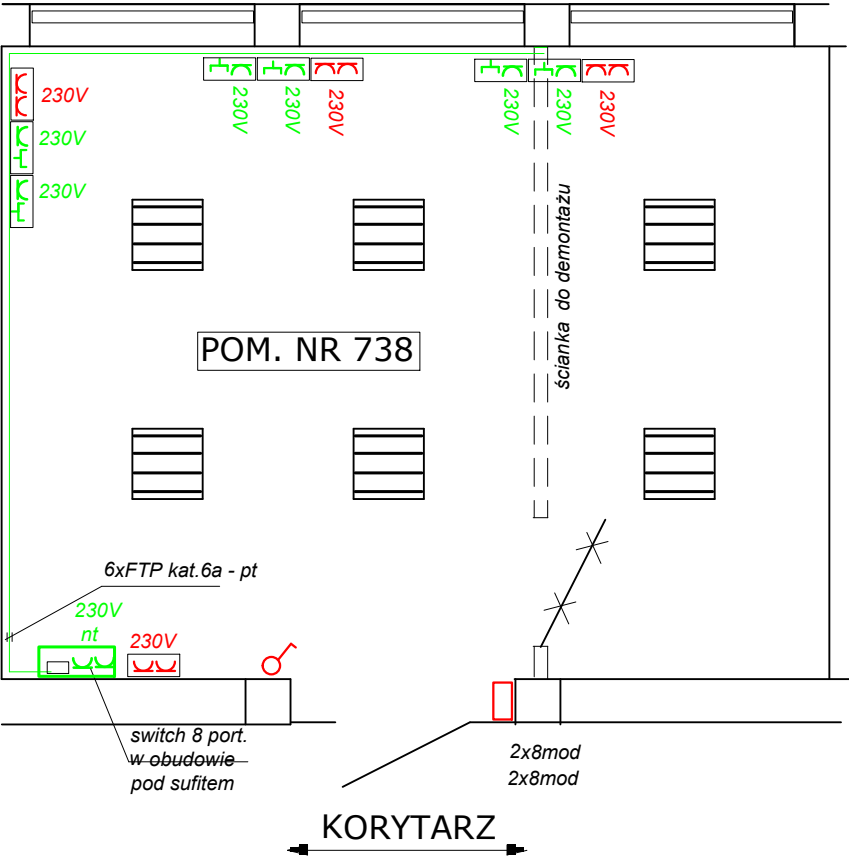 230V
230V
230V
230V
230V
230V
230V
230V
230V
ścianka do demontażu
POM. NR 738
6xFTP kat.6a - pt
230V
nt
230V
switch 8 port.
w obudowie
pod sufitem
2x8mod
2x8mod
KORYTARZ